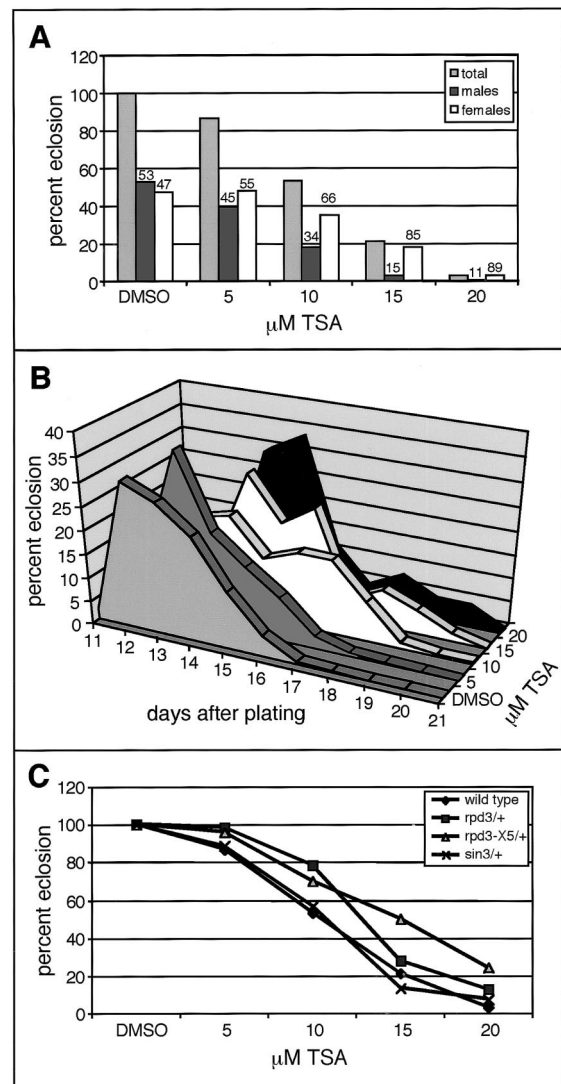 A
percent eclosion
120
100
80
60
40
20
0
total
males
females
53
47
45
55
34
66
15
85
11
89
DMSO 5 10 15 20
μM TSA
B
percent eclosion
40
35
30
25
20
15
10
5
0
11 12 13 14 15 16 17 18 19 20 21
days after plating
20
15
10
5
DMSO
μM TSA
C
percent eclosion
120
100
80
60
40
20
0
wild type
rpd3/+
rpd3-X5/+
sin3/+
DMSO 5 10 15 20
μM TSA